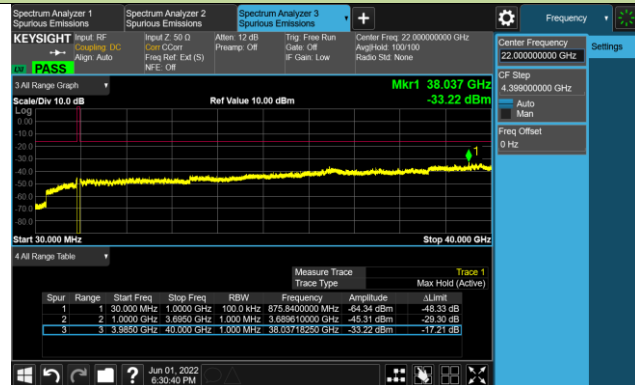 Spectrum Analyzer 1
Spurious Emissions
Spectrum Analyzer 2
Spurious Emissions
Spectrum Analyzer 3
Spurious Emissions
Frequency
KEYSIGHT
Input: RF
Coupling: DC
Align: Auto
Input Z: 50 Ω
Corr CCorr
Freq Ref: Ext (S)
NFE: Off
Atten: 12 dB
Preamp: Off
Trig: Free Run
Gate: Off
IF Gain: Low
Center Freq: 22.000000000 GHz
Avg|Hold: 100/100
Radio Std: None
PASS
Center Frequency
22.000000000 GHz
Settings
CF Step
4.399000000 GHz
Auto
Man
Freq Offset
0 Hz
3 All Range Graph
Mkr1 38.037 GHz
Scale/Div 10.0 dB
Ref Value 10.00 dBm
-33.22 dBm
Log
0.00
-10.0
-20.0
-30.0
-40.0
-50.0
-60.0
-70.0
-80.0
1
Start 30.000 MHz
Stop 40.000 GHz
4 All Range Table
Measure Trace Trace 1
Trace Type Max Hold (Active)
Spur Range Start Freq Stop Freq RBW Frequency Amplitude ΔLimit
1 1 30.000 MHz 1.0000 GHz 100.0 kHz 875.8400000 MHz -64.34 dBm -48.33 dB
2 2 1.0000 GHz 3.6950 GHz 1.000 MHz 3.689610000 GHz -45.31 dBm -29.30 dB
3 3 3.9850 GHz 40.000 GHz 1.000 MHz 38.03718250 GHz -33.22 dBm -17.21 dB
Jun 01, 2022
6:30:40 PM